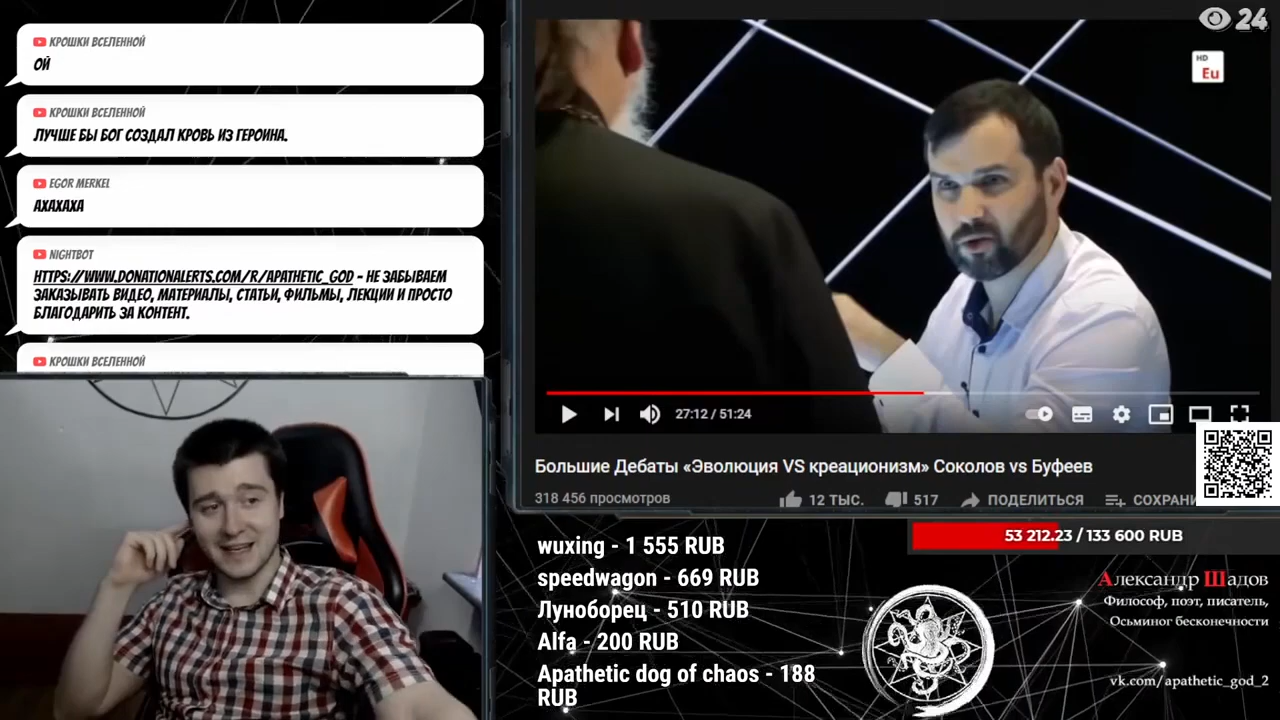 КРОШКИ ВСЕЛЕННОЙ
ОЙ
КРОШКИ ВСЕЛЕННОЙ
ЛУЧШЕ БЫ БОГ СОЗДАЛ КРОВЬ ИЗ ГЕРОИНА.
EGOR MERKEL
АХАХАХА
NIGHTBOT
HTTPS://WWW.DONATIONALERTS.COM/R/APATHETIC_GOD - НЕ ЗАБЫВАЕМ
ЗАКАЗЫВАТЬ ВИДЕО, МАТЕРИАЛЫ, СТАТЬИ, ФИЛЬМЫ, ЛЕКЦИИ И ПРОСТО
БЛАГОДАРИТЬ ЗА КОНТЕНТ.
КРОШКИ ВСЕЛЕННОЙ
24
HD
Eu
27:12 / 51:24
Большие Дебаты «Эволюция VS креационизм» Соколов vs Буфеев
318 456 просмотров
12 ТЫС.
517
ПОДЕЛИТЬСЯ
СОХРАНИ
53 212.23 / 133 600 RUB
wuxing - 1 555 RUB
speedwagon - 669 RUB
Луноборец - 510 RUB
Alfa - 200 RUB
Apathetic dog of chaos - 188
RUB
Александр Шадов
Философ, поэт, писатель,
Осьминог бесконечности
vk.com/apathetic_god_2